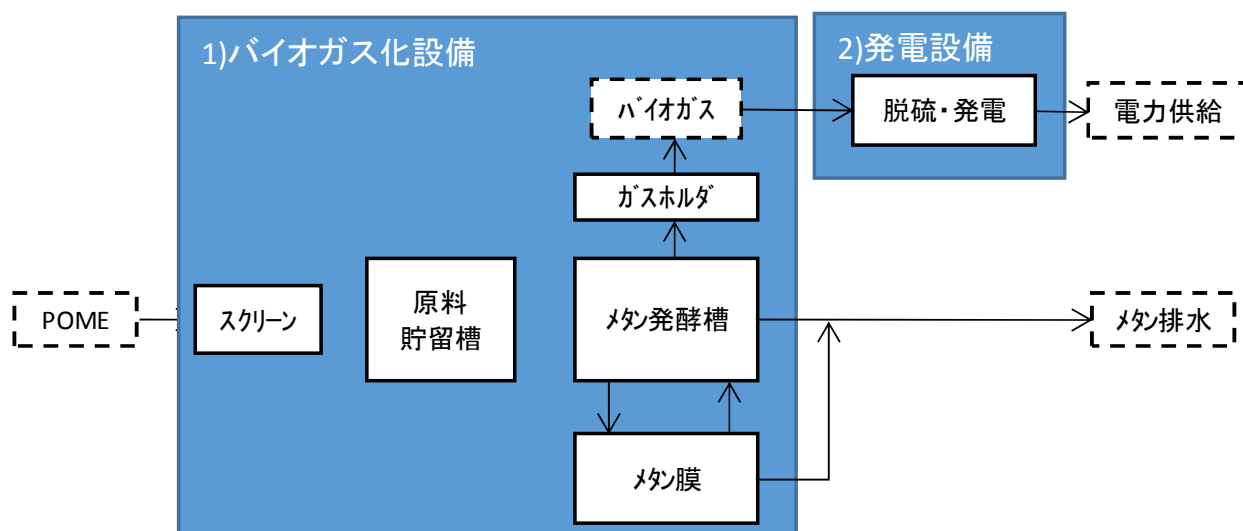 1)バイオガス化設備
2)発電設備
ﾊﾞｲｵガス
脱硫・発電
電力供給
ガスホルダ
POME
スクリーン
原料
貯留槽
メタン発酵槽
メタン排水
メタン膜